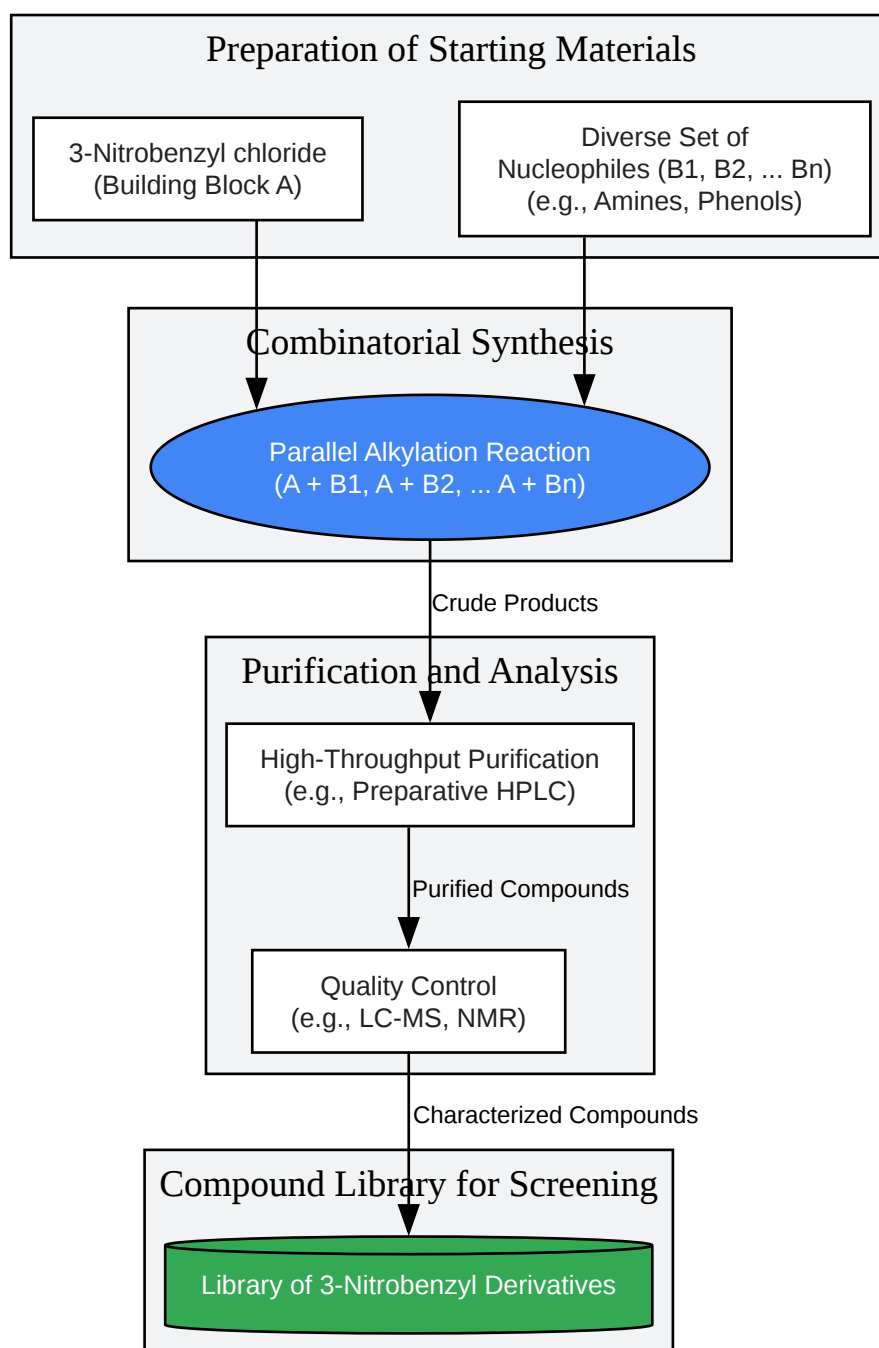 Preparation of Starting Materials
3-Nitrobenzyl chloride
(Building Block A)
Diverse Set of
Nucleophiles (B1, B2, ... Bn)
(e.g., Amines, Phenols)
Combinatorial Synthesis
Parallel Alkylation Reaction
(A + B1, A + B2, ... A + Bn)
Crude Products
Purification and Analysis
High-Throughput Purification
(e.g., Preparative HPLC)
Purified Compounds
Quality Control
(e.g., LC-MS, NMR)
Characterized Compounds
Compound Library for Screening
Library of 3-Nitrobenzyl Derivatives